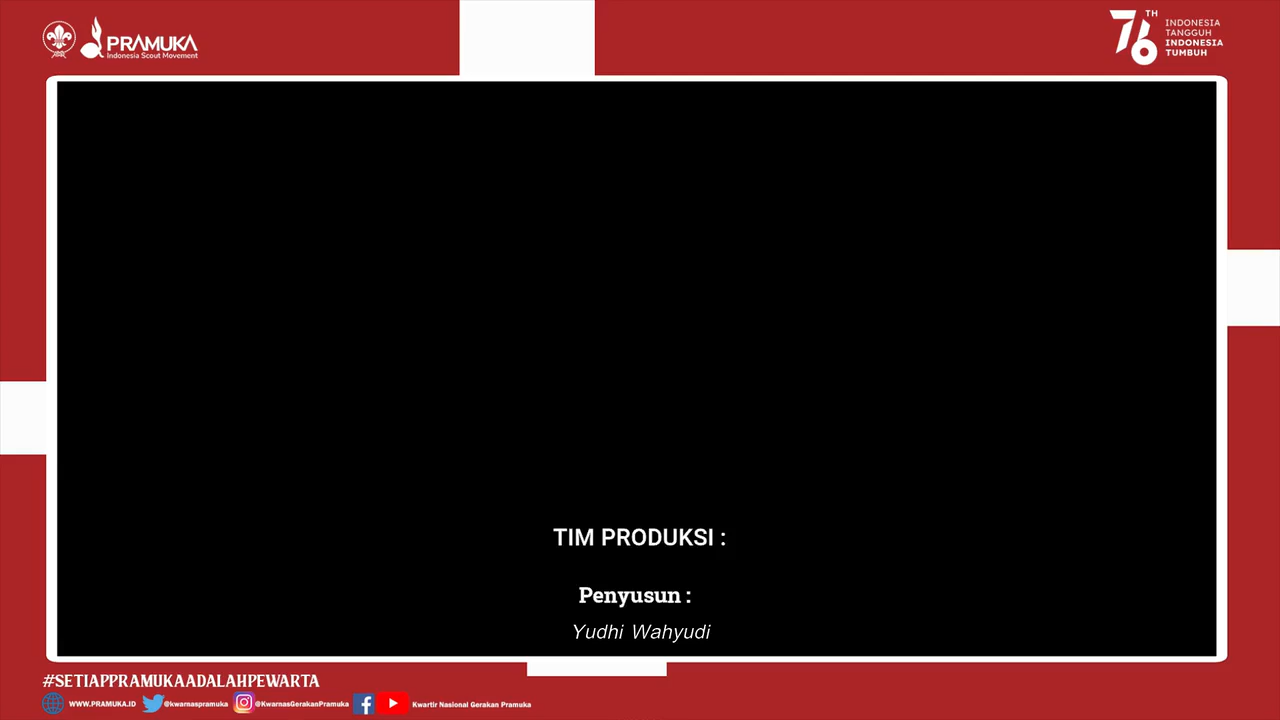 PRAMUKA
Indonesia Scout Movement
76 TH
INDONESIA
TANGGUH
INDONESIA
TUMBUH
TIM PRODUKSI :
Penyusun :
Yudhi Wahyudi
#SETIAPPRAMUKAADALAHPEWARTA
WWW.PRAMUKA.ID @kwarnaspramuka @KwarnasGerakanPramuka Kwartir Nasional Gerakan Pramuka